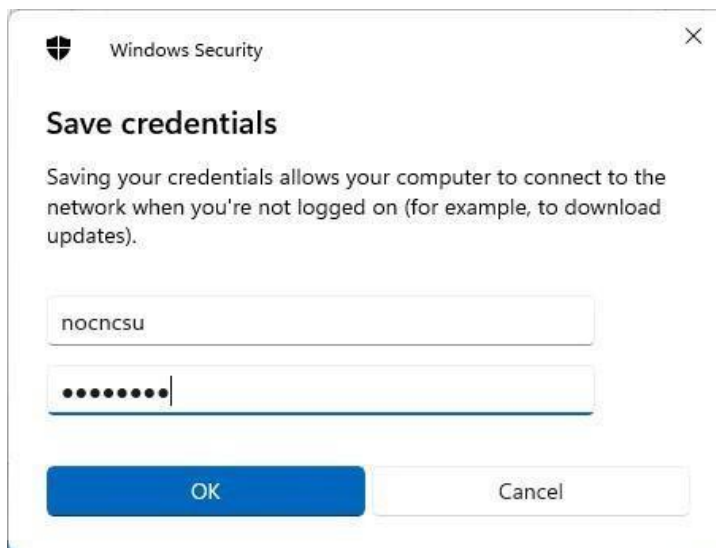 Windows Security
Save credentials
Saving your credentials allows your computer to connect to the
network when you're not logged on (for example, to download
updates).
nocncsu
●●●●●●●●
OK
Cancel